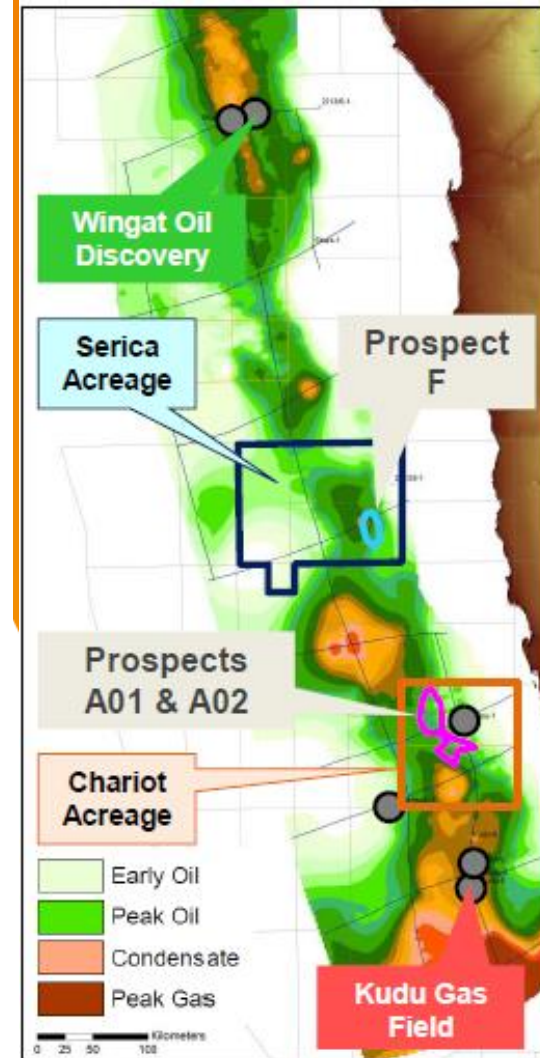 Wingat Oil
Discovery
Serica
Acreage
Prospect
F
Prospects
A01 & A02
Chariot
Acreage
Early Oil
Peak Oil
Condensate
Peak Gas
Kilometers
0 25 50 100
Kudu Gas
Field